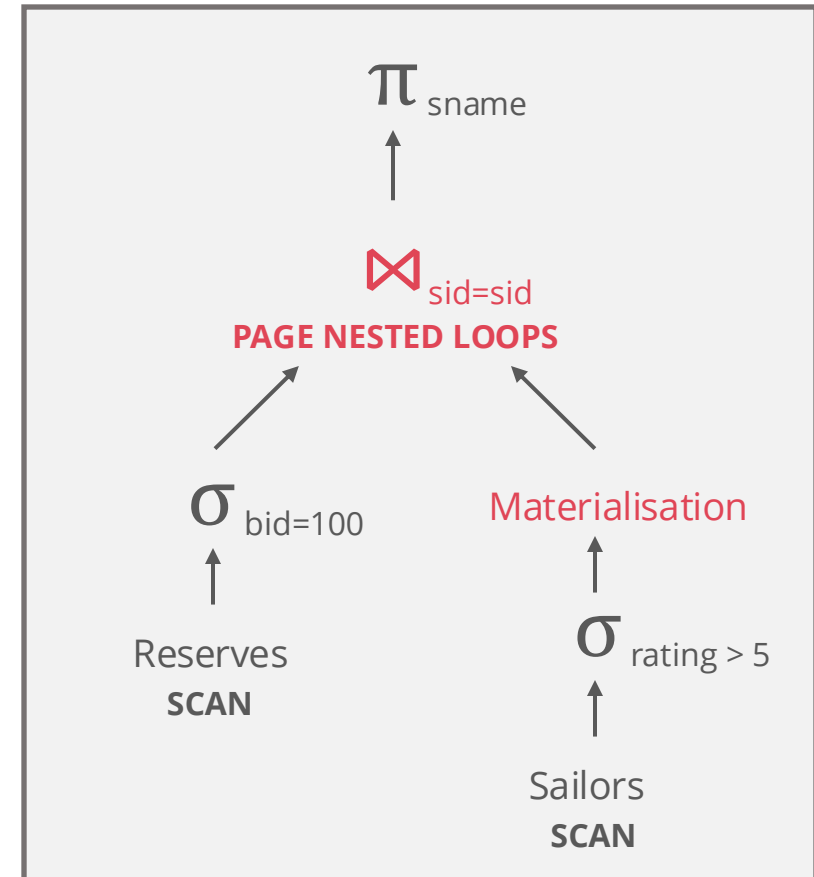 π sname
⋈ sid=sid
PAGE NESTED LOOPS
σ bid=100
Materialisation
σ rating > 5
Reserves
SCAN
Sailors
SCAN